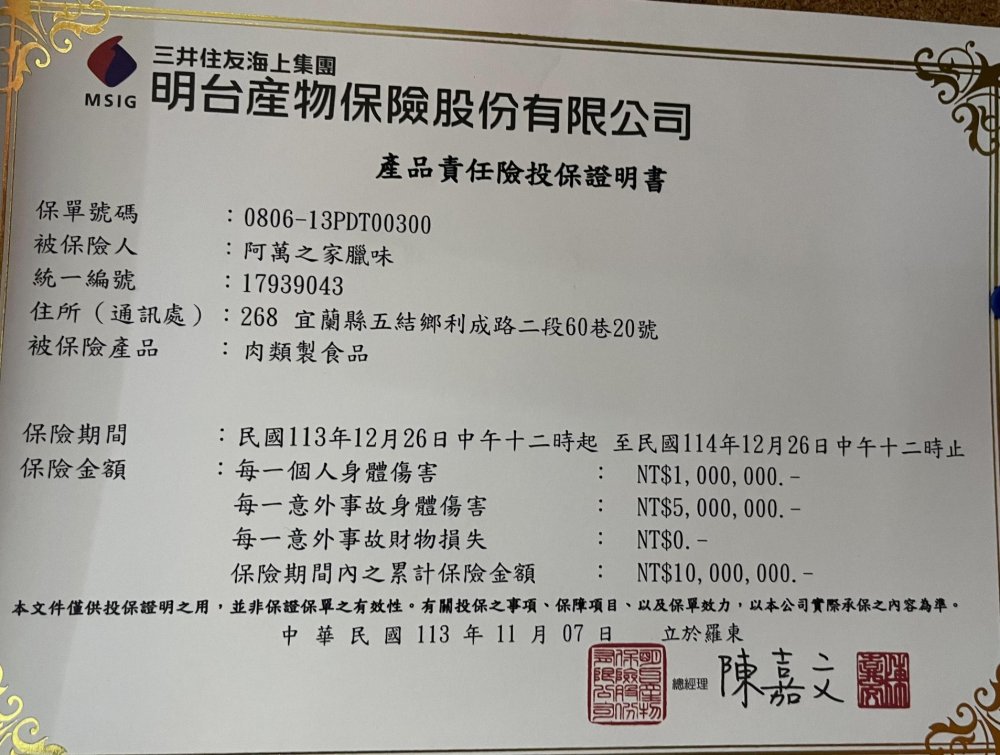 三井住友海上集團
MSIG 明台產物保險股份有限公司
產品責任險投保證明書
保單號碼 : 0806-13PDT00300
被保險人 : 阿萬之家臘味
統一編號 : 17939043
住所（通訊處） : 268 宜蘭縣五結鄉利成路二段60巷20號
被保險產品 : 肉類製食品
保險期間 : 民國113年12月26日中午十二時起 至民國114年12月26日中午十二時止
保險金額 : 每一個人身體傷害 : NT$1,000,000.-
每一意外事故身體傷害 : NT$5,000,000.-
每一意外事故財物損失 : NT$0.-
保險期間內之累計保險金額 : NT$10,000,000.-
本文件僅供投保證明之用，並非保證保單之有效性。有關投保之事項、保障項目、以及保單效力，以本公司實際承保之內容為準。
中華民國 113 年 11 月 07 日 立於羅東
明台產物保險股份有限公司
總經理 陳嘉文